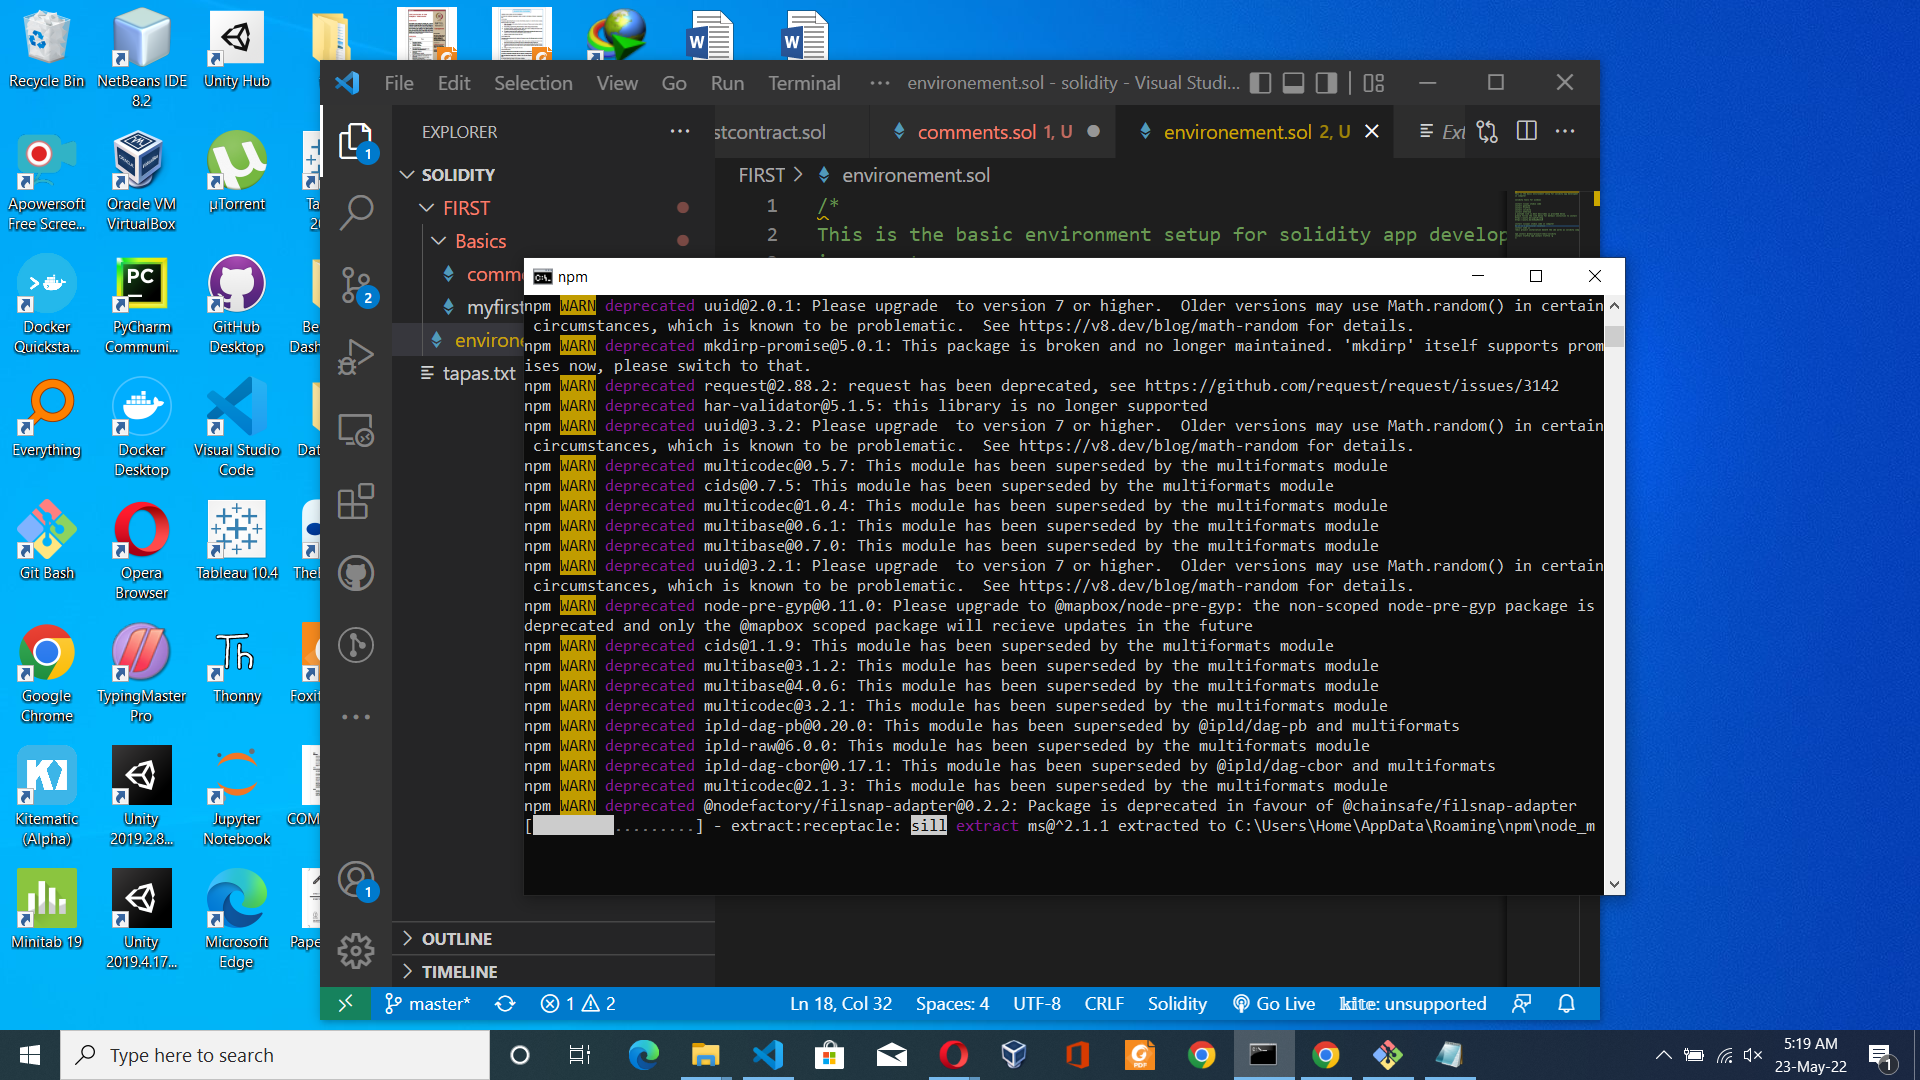 Recycle Bin
NetBeans IDE
8.2
Unity Hub
Apowersoft
Free Scree...
Oracle VM
VirtualBox
µTorrent
Docker
Quicksta...
PyCharm
Communi...
GitHub
Desktop
Everything
Docker
Desktop
Visual Studio
Code
Git Bash
Opera
Browser
Tableau 10.4
Google
Chrome
TypingMaster
Pro
Thonny
Kitematic
(Alpha)
Unity
2019.2.8...
Jupyter
Notebook
Minitab 19
Unity
2019.4.17...
Microsoft
Edge
File Edit Selection View Go Run Terminal ··· environement.sol - solidity - Visual Studi...
EXPLORER
stcontract.sol
comments.sol 1, U
environement.sol 2, U
Ext
SOLIDITY
FIRST
Basics
comme
myfirst
environe
tapas.txt
FIRST > environement.sol
1 /*
2 This is the basic environment setup for solidity app develop
npm
npm WARN deprecated uuid@2.0.1: Please upgrade  to version 7 or higher.  Older versions may use Math.random() in certain
circumstances, which is known to be problematic.  See https://v8.dev/blog/math-random for details.
npm WARN deprecated mkdirp-promise@5.0.1: This package is broken and no longer maintained. 'mkdirp' itself supports prom
ises now, please switch to that.
npm WARN deprecated request@2.88.2: request has been deprecated, see https://github.com/request/request/issues/3142
npm WARN deprecated har-validator@5.1.5: this library is no longer supported
npm WARN deprecated uuid@3.3.2: Please upgrade  to version 7 or higher.  Older versions may use Math.random() in certain
circumstances, which is known to be problematic.  See https://v8.dev/blog/math-random for details.
npm WARN deprecated multicodec@0.5.7: This module has been superseded by the multiformats module
npm WARN deprecated cids@0.7.5: This module has been superseded by the multiformats module
npm WARN deprecated multicodec@1.0.4: This module has been superseded by the multiformats module
npm WARN deprecated multibase@0.6.1: This module has been superseded by the multiformats module
npm WARN deprecated multibase@0.7.0: This module has been superseded by the multiformats module
npm WARN deprecated uuid@3.2.1: Please upgrade  to version 7 or higher.  Older versions may use Math.random() in certain
circumstances, which is known to be problematic.  See https://v8.dev/blog/math-random for details.
npm WARN deprecated node-pre-gyp@0.11.0: Please upgrade to @mapbox/node-pre-gyp: the non-scoped node-pre-gyp package is
deprecated and only the @mapbox scoped package will recieve updates in the future
npm WARN deprecated cids@1.1.9: This module has been superseded by the multiformats module
npm WARN deprecated multibase@3.1.2: This module has been superseded by the multiformats module
npm WARN deprecated multibase@4.0.6: This module has been superseded by the multiformats module
npm WARN deprecated multicodec@3.2.1: This module has been superseded by the multiformats module
npm WARN deprecated ipld-dag-pb@0.20.0: This module has been superseded by @ipld/dag-pb and multiformats
npm WARN deprecated ipld-raw@6.0.0: This module has been superseded by the multiformats module
npm WARN deprecated ipld-dag-cbor@0.17.1: This module has been superseded by @ipld/dag-cbor and multiformats
npm WARN deprecated multicodec@2.1.3: This module has been superseded by the multiformats module
npm WARN deprecated @nodefactory/filsnap-adapter@0.2.2: Package is deprecated in favour of @chainsafe/filsnap-adapter
[         .........] - extract:receptacle: sill extract ms@^2.1.1 extracted to C:\Users\Home\AppData\Roaming\npm\node_m
OUTLINE
TIMELINE
master* 1 2 Ln 18, Col 32 Spaces: 4 UTF-8 CRLF Solidity Go Live kite: unsupported
Type here to search
5:19 AM
23-May-22